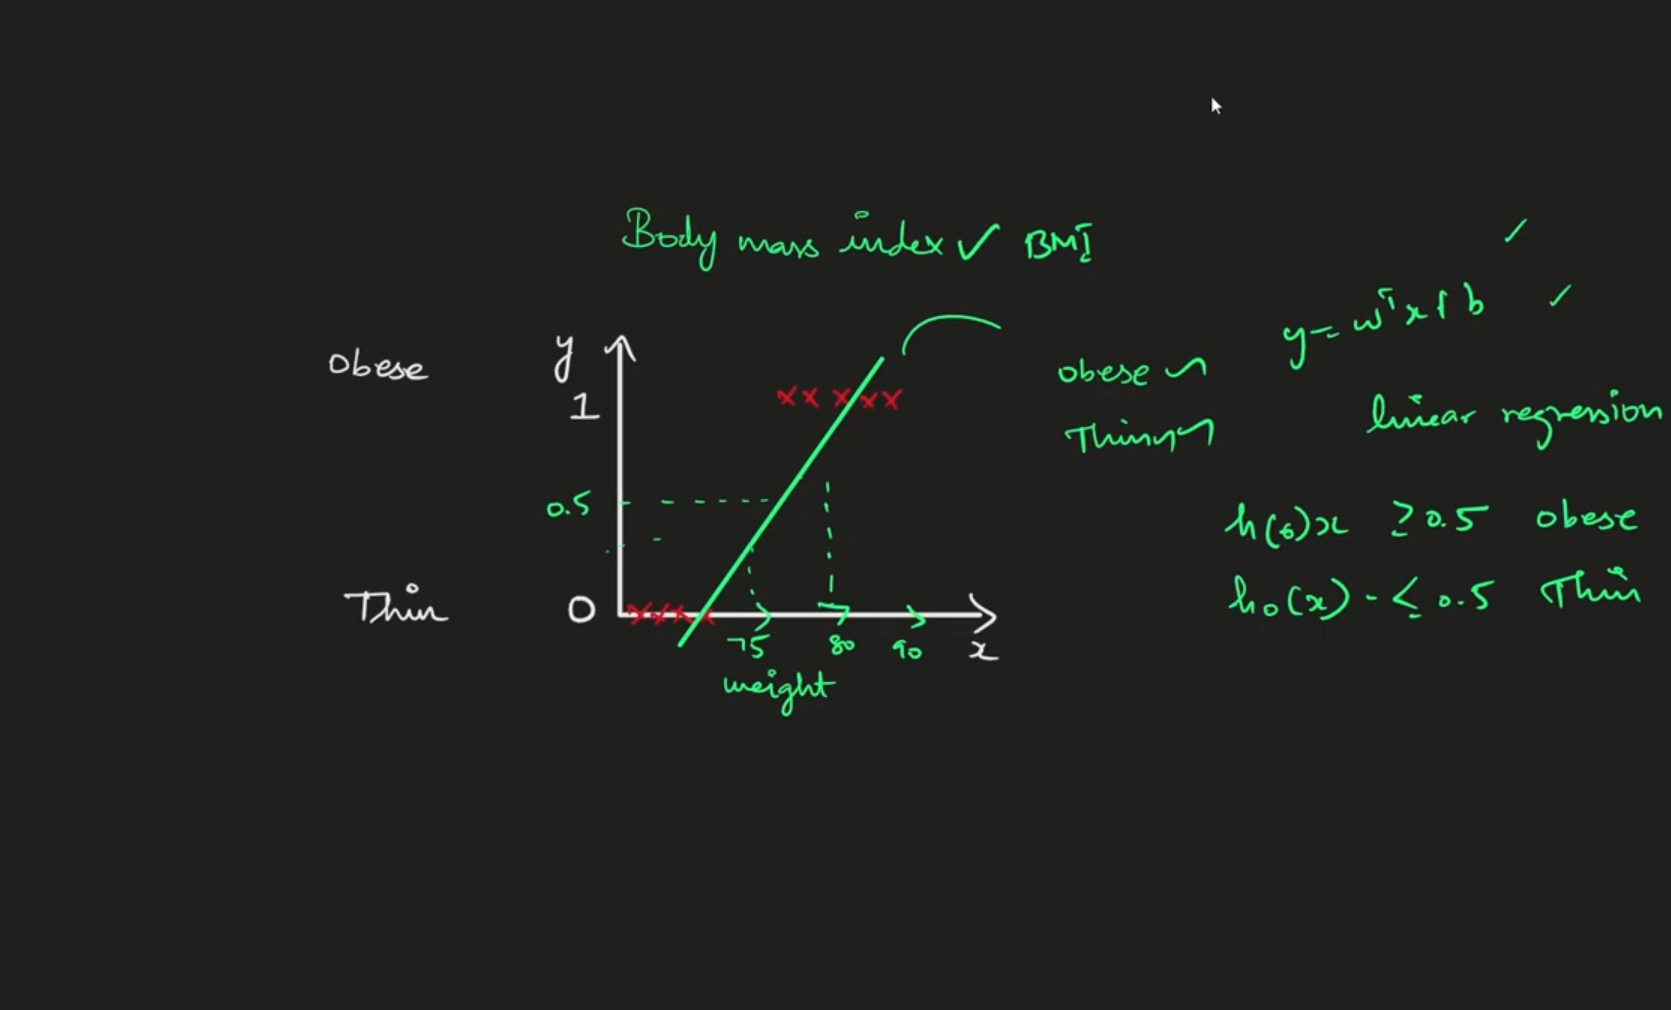 Body mass index ✓ BMI
y = wᵀx + b
Obese
y
1
obese
Thin
linear regression
0.5
h(θ)x ≥ 0.5 obese
Thin
0
hθ(x) - < 0.5 Thin
75 80 90 x
weight